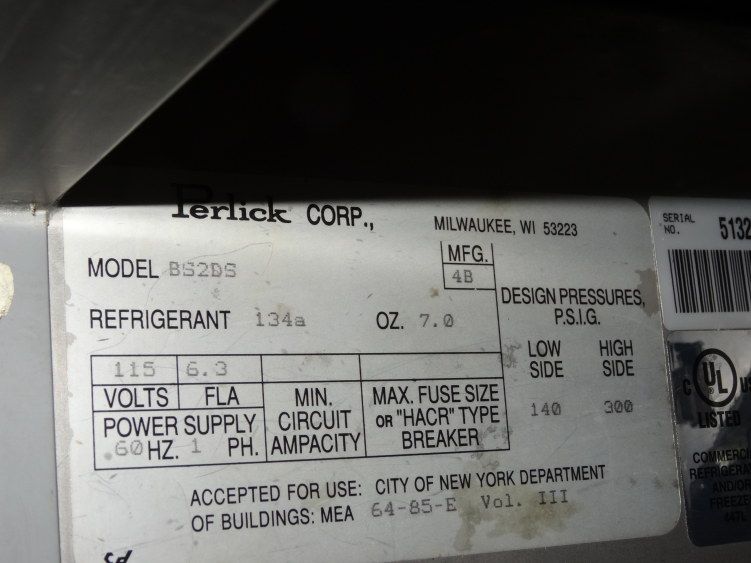 Perlick CORP.,
MILWAUKEE, WI 53223
MODEL BS2DS
MFG.
4B
REFRIGERANT 134a OZ. 7.0
DESIGN PRESSURES,
P.S.I.G.
LOW SIDE
HIGH SIDE
140 300
115 6.3
VOLTS FLA
POWER SUPPLY
60 HZ. 1 PH.
MIN.
CIRCUIT
AMPACITY
MAX. FUSE SIZE
OR "HACR" TYPE
BREAKER
ACCEPTED FOR USE: CITY OF NEW YORK DEPARTMENT
OF BUILDINGS: MEA 64-85-E Vol. III
SERIAL
NO.
5132
C UL
LISTED
AND/OR